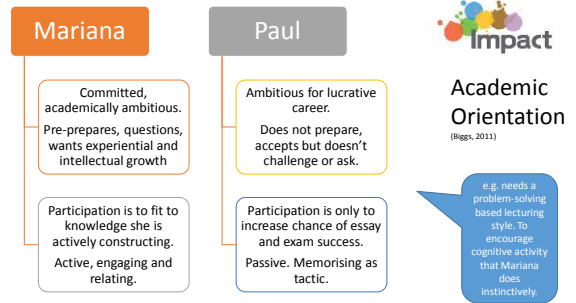 Mariana
Committed,
academically ambitious.
Pre-prepares, questions,
wants experiential and
intellectual growth
Participation is to fit to
knowledge she is
actively constructing.
Active, engaging and
relating.
Paul
Ambitious for lucrative
career.
Does not prepare,
accepts but doesn't
challenge or ask.
Participation is only to
increase chance of essay
and exam success.
Passive. Memorising as
tactic.
impact
Academic
Orientation
(Biggs, 2011)
e.g. needs a
problem-solving
based lecturing
style. To
encourage
cognitive activity
that Mariana
does
instinctively.